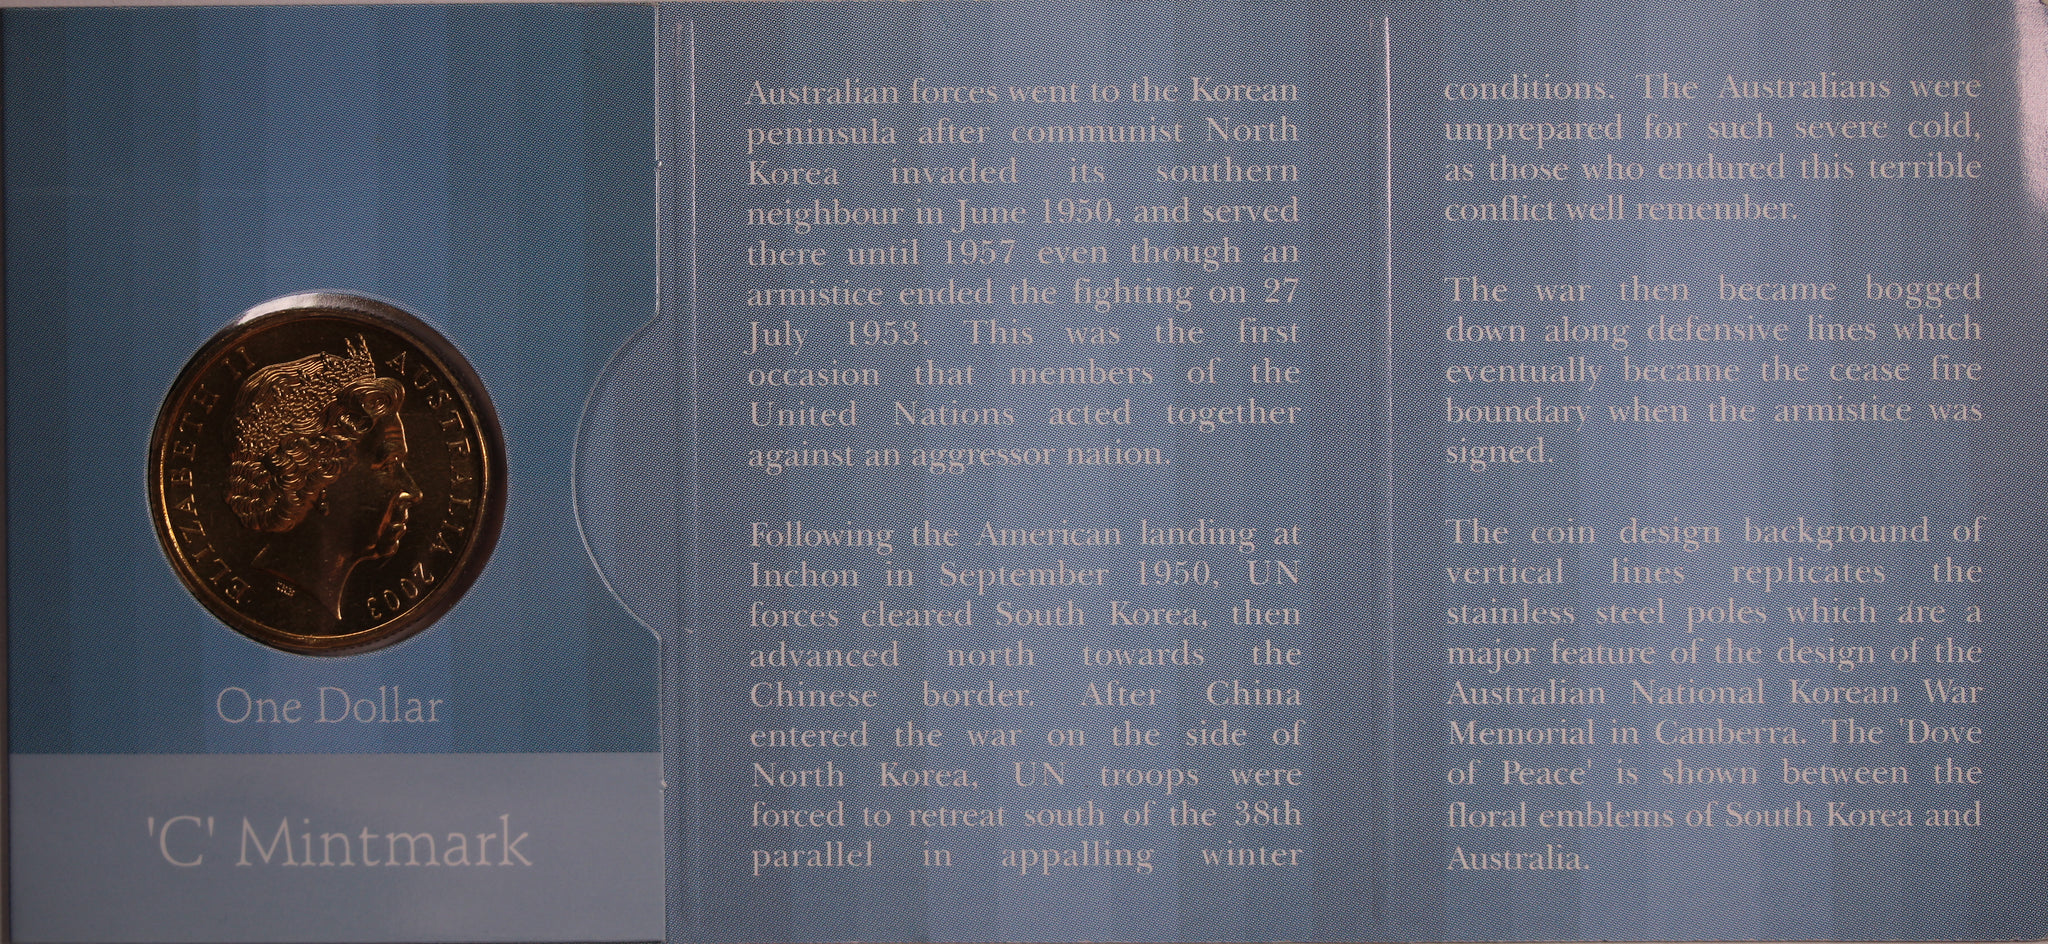 ELIZABETH II AUSTRALIA 2003
One Dollar
'C' Mintmark
Australian forces went to the Korean
peninsula after communist North
Korea invaded its southern
neighbour in June 1950, and served
there until 1957 even though an
armistice ended the fighting on 27
July 1953. This was the first
occasion that members of the
United Nations acted together
against an aggressor nation.
Following the American landing at
Inchon in September 1950, UN
forces cleared South Korea, then
advanced north towards the
Chinese border. After China
entered the war on the side of
North Korea, UN troops were
forced to retreat south of the 38th
parallel in appalling winter
conditions. The Australians were
unprepared for such severe cold,
as those who endured this terrible
conflict well remember.
The war then became bogged
down along defensive lines which
eventually became the cease fire
boundary when the armistice was
signed.
The coin design background of
vertical lines replicates the
stainless steel poles which are a
major feature of the design of the
Australian National Korean War
Memorial in Canberra. The 'Dove
of Peace' is shown between the
floral emblems of South Korea and
Australia.